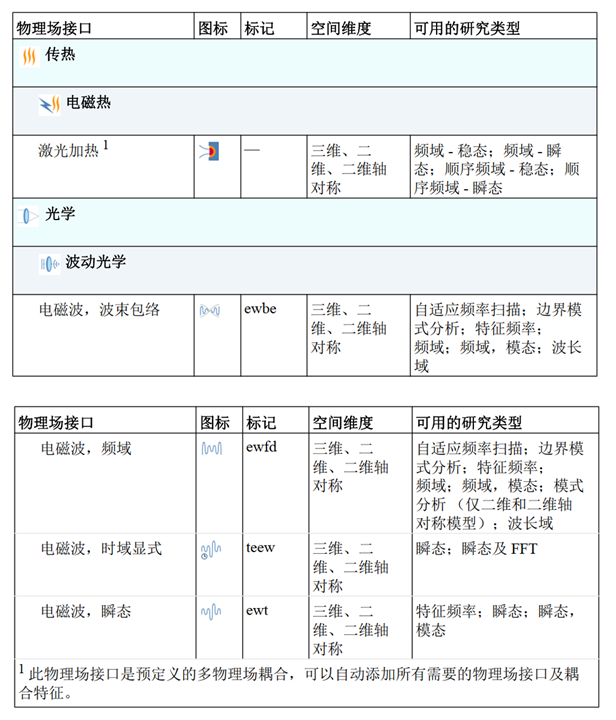 物理场接口 图标 标记 空间维度 可用的研究类型
传热
电磁热
激光加热 1 — 三维、二 频域 - 稳态；频域 - 瞬
维、二维轴 态；顺序频域 - 稳态；顺
对称 序频域 - 瞬态
光学
波动光学
电磁波，波束包络 ewbe 三维、二 自适应频率扫描；边界模
维、二维轴 式分析；特征频率；
对称 频域；频域，模态；波长
域
物理场接口 图标 标记 空间维度 可用的研究类型
电磁波，频域 ewfd 三维、二 自适应频率扫描；边界模
维、二维轴 式分析；特征频率；
对称 频域；频域，模态；模式
分析 （仅二维和二维轴
对称模型）；波长域
电磁波，时域显式 teew 三维、二 瞬态；瞬态及 FFT
维、二维轴
对称
电磁波，瞬态 ewt 三维、二 特征频率；瞬态；瞬态，
维、二维轴 模态
对称
1 此物理场接口是预定义的多物理场耦合，可以自动添加所有需要的物理场接口及耦
合特征。